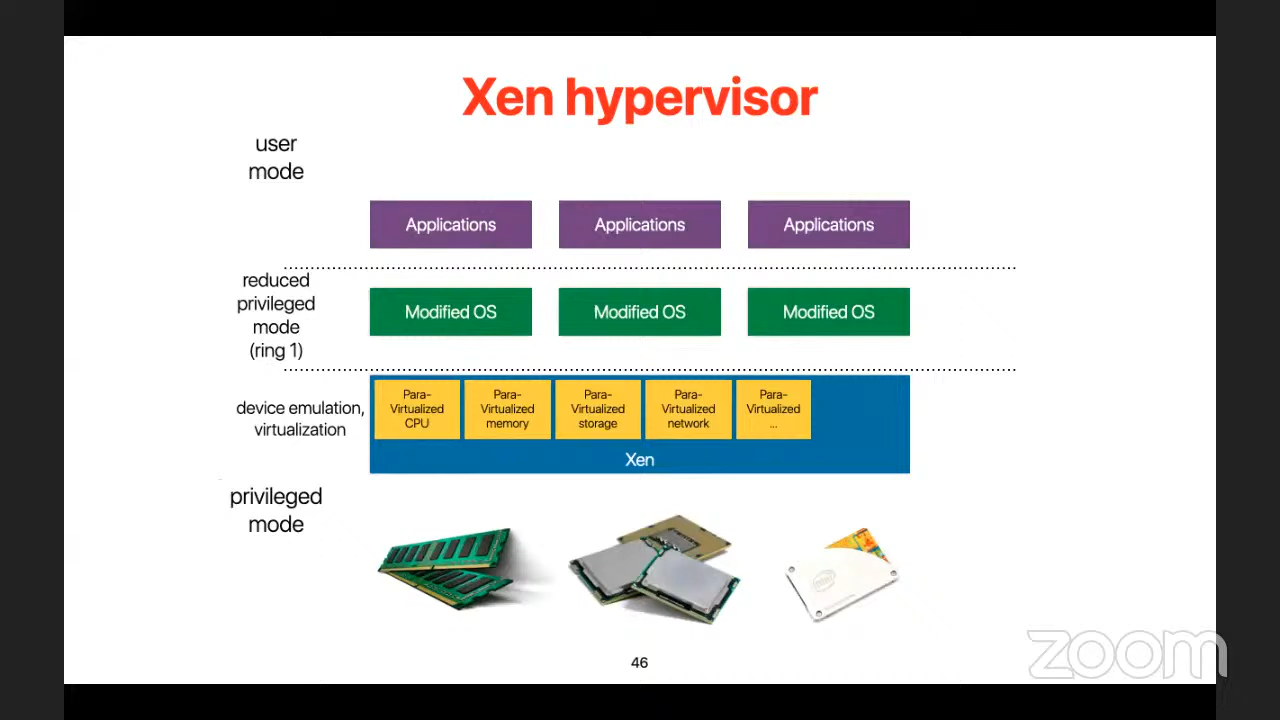 Xen hypervisor
user
mode
Applications
Applications
Applications
reduced
privileged
mode
(ring 1)
Modified OS
Modified OS
Modified OS
device emulation,
virtualization
Para-
Virtualized
CPU
Para-
Virtualized
memory
Para-
Virtualized
storage
Para-
Virtualized
network
Para-
Virtualized
...
Xen
privileged
mode
intel
46
zoom